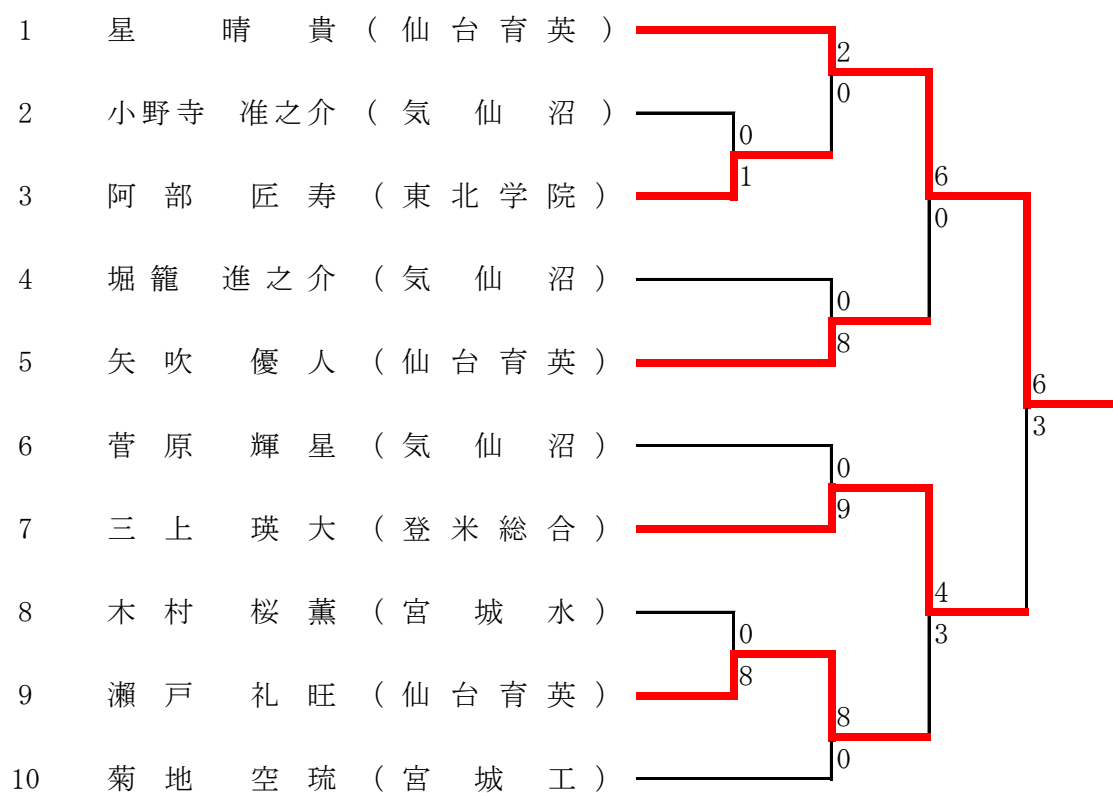 1 星 晴 貴 ( 仙 台 育 英 )
2
0
2 小野寺 准之介 ( 気 仙 沼 )
0
1
3 阿 部 匠 寿 ( 東 北 学 院 )
6
0
4 堀 籠 進 之 介 ( 気 仙 沼 )
0
8
5 矢 吹 優 人 ( 仙 台 育 英 )
6
3
6 菅 原 輝 星 ( 気 仙 沼 )
0
9
7 三 上 瑛 大 ( 登 米 総 合 )
4
3
8 木 村 桜 薫 ( 宮 城 水 )
0
8
9 瀬 戸 礼 旺 ( 仙 台 育 英 )
8
0
10 菊 地 空 琉 ( 宮 城 工 )